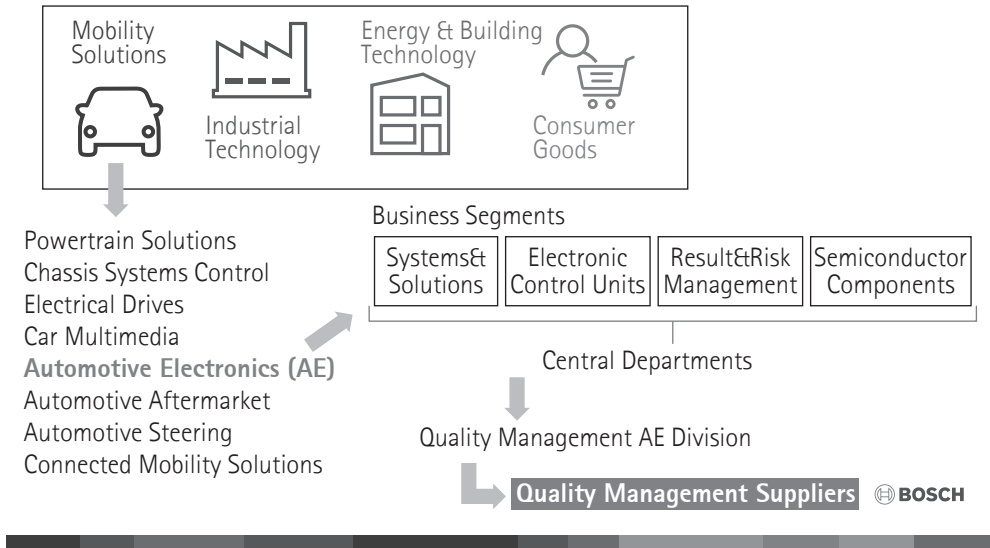 Mobility
Solutions
Industrial
Technology
Energy & Building
Technology
Consumer
Goods
Powertrain Solutions
Chassis Systems Control
Electrical Drives
Car Multimedia
Automotive Electronics (AE)
Automotive Aftermarket
Automotive Steering
Connected Mobility Solutions
Business Segments
Systems&
Solutions
Electronic
Control Units
Result&Risk
Management
Semiconductor
Components
Central Departments
Quality Management AE Division
Quality Management Suppliers
BOSCH